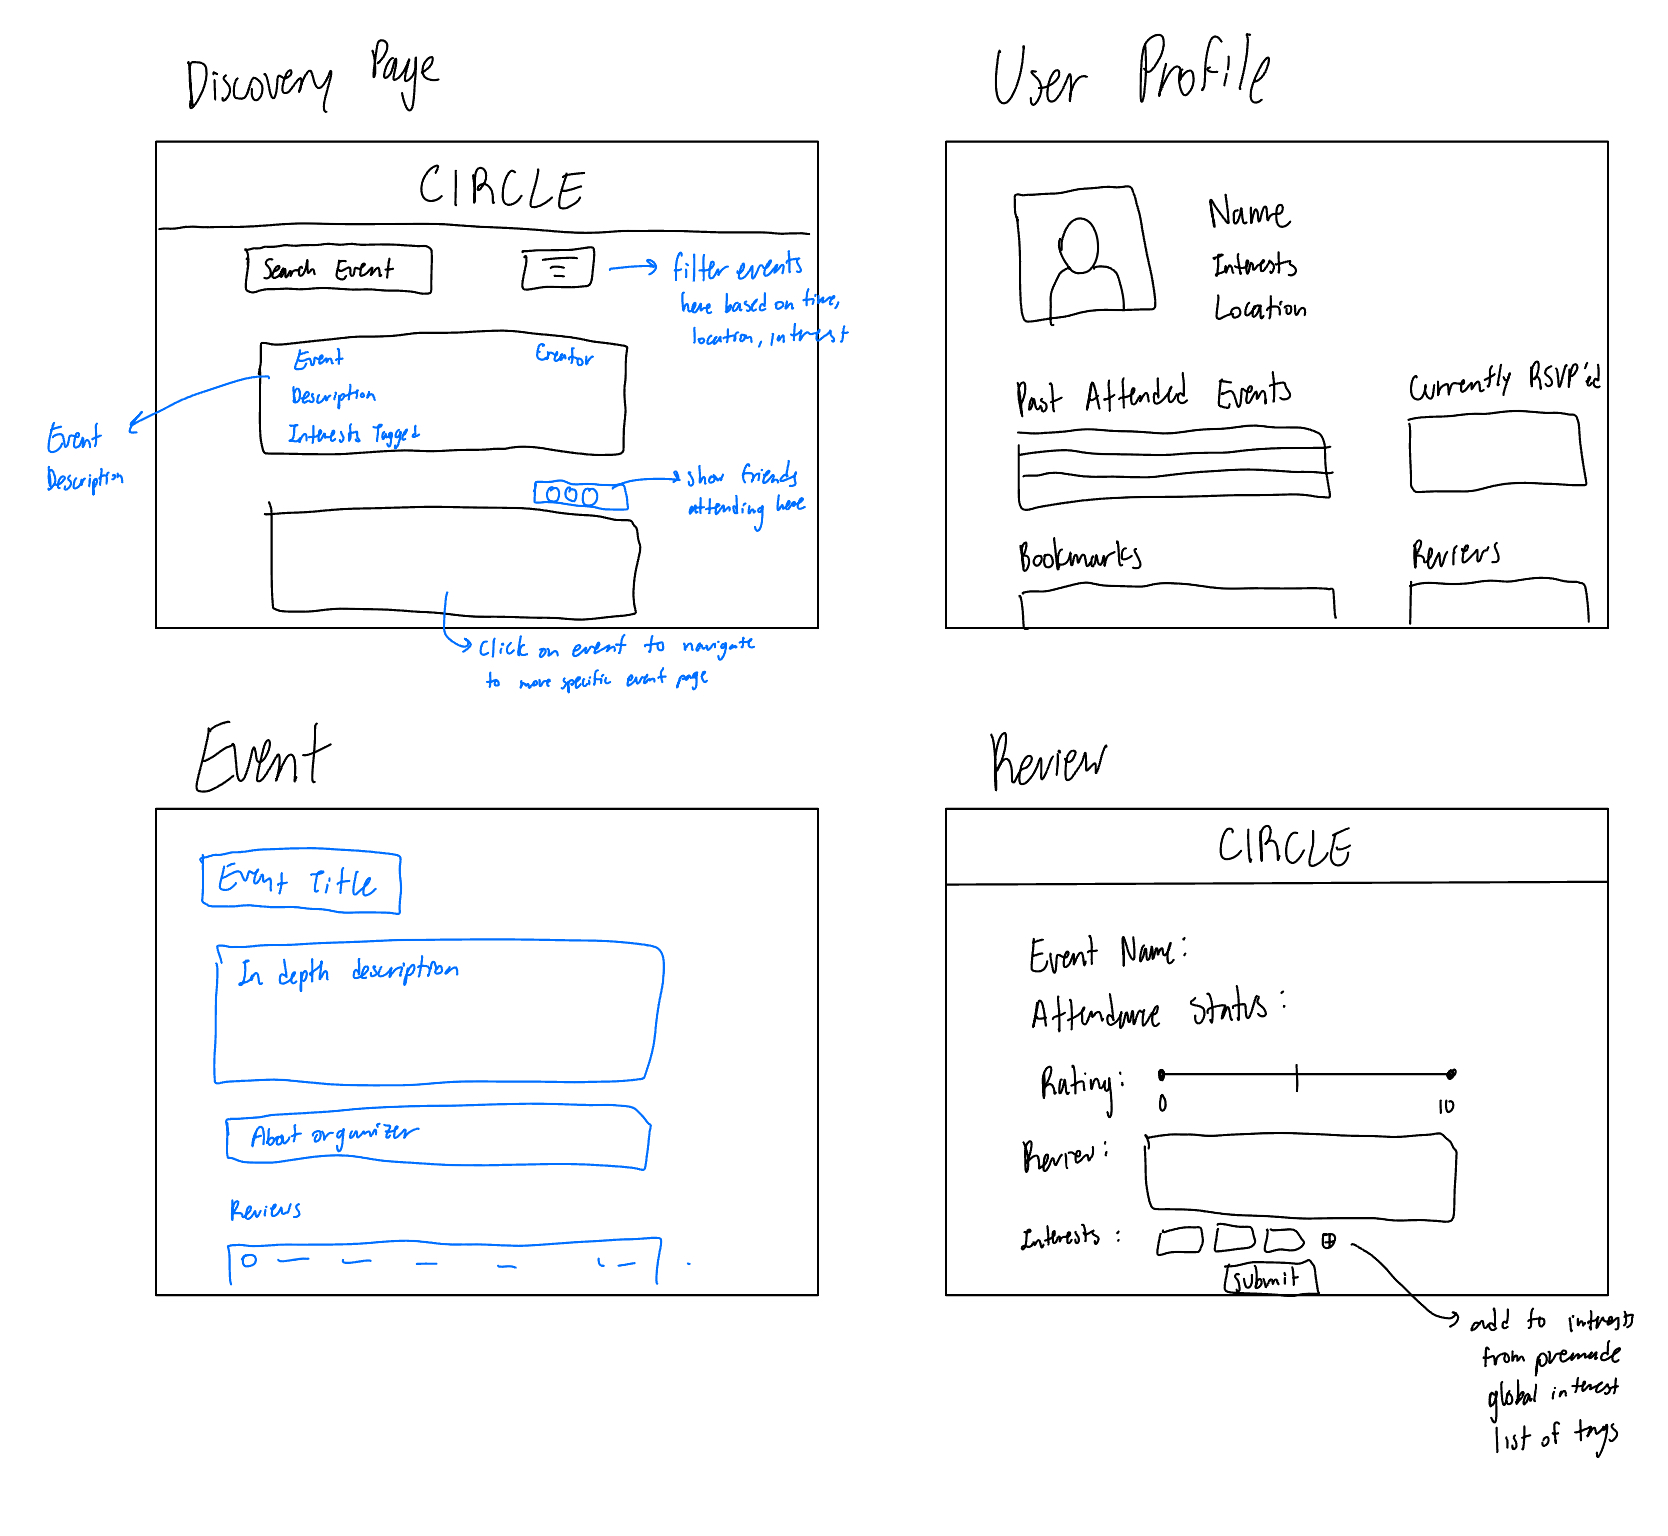 Discovery Page
CIRCLE
Search Event
filter events
here based on time,
location, intrest
Event
Creator
Description
Interests Tagged
Event
Description
show friends
attending here
Click on event to navigate
to more specific event page
User Profile
Name
Interests
Location
Past Attended Events
Currently RSVP'ed
Bookmarks
Reviews
Event
Event Title
In depth description
About organizer
Reviews
Review
CIRCLE
Event Name:
Attendance Status:
Rating:
0
10
Review:
Interests:
Submit
add to intrests
from premade
global interest
list of tags